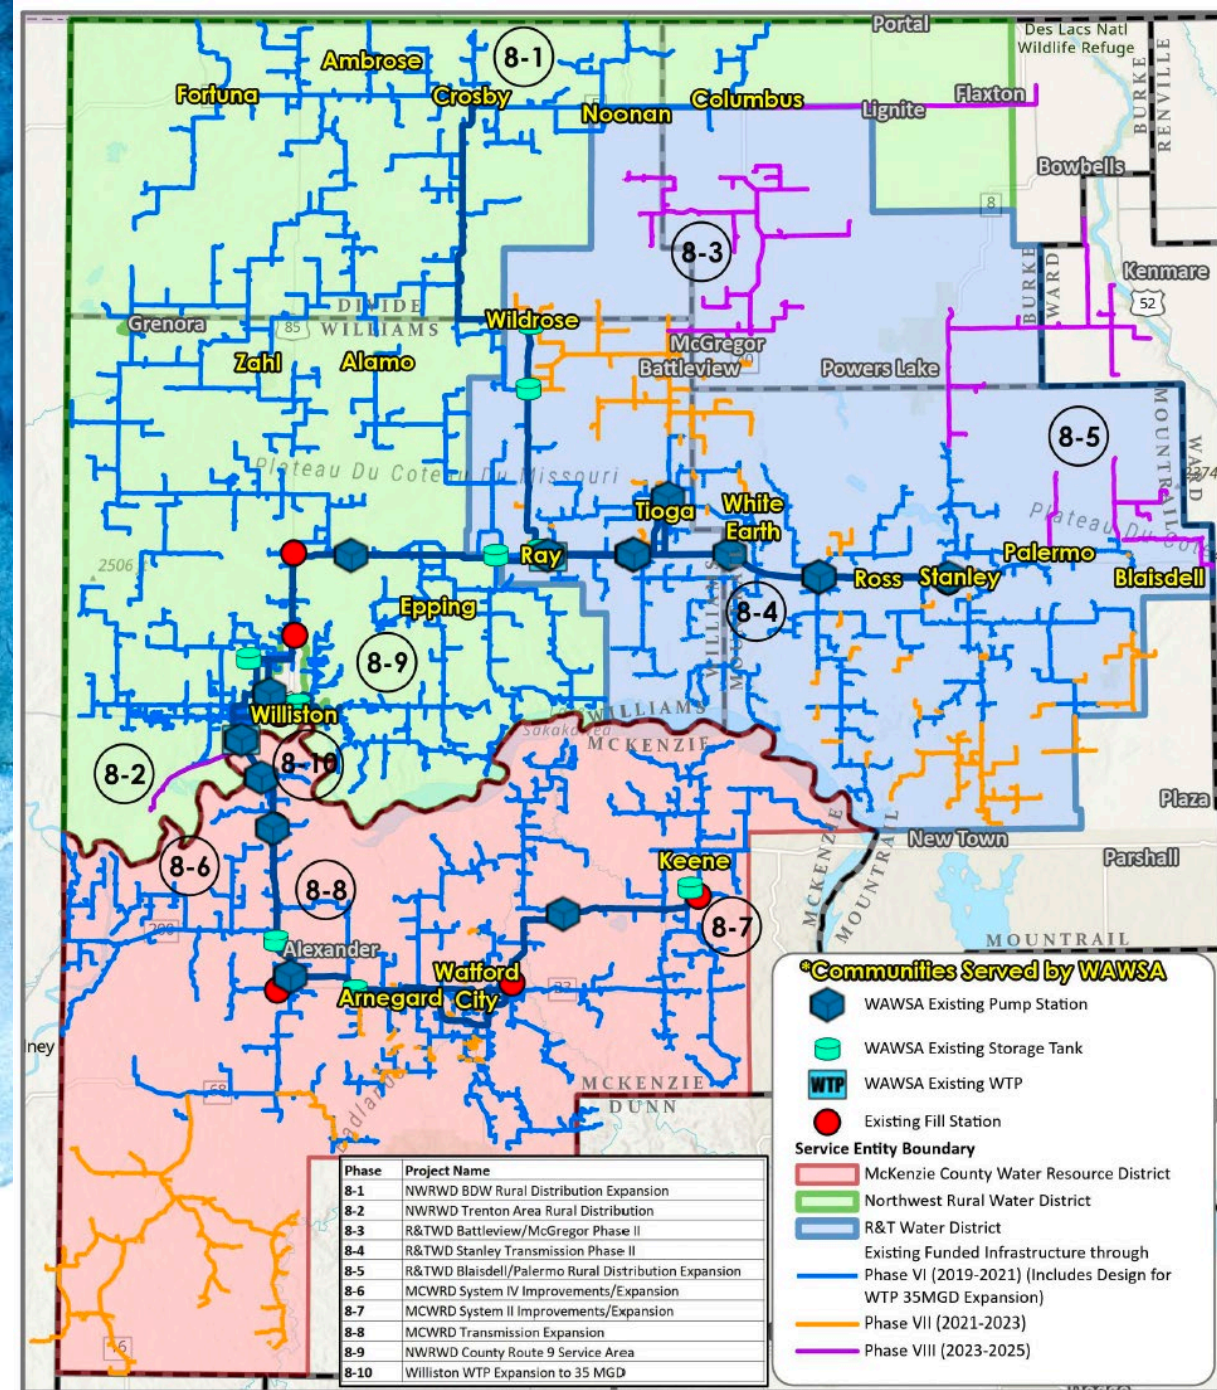 Portal
Des Lacs Natl
Wildlife Refuge
BURKE
RENVILLE
Ambrose
8-1
Fortuna
Crosby
Noonan
Columbus
Lignite
Flaxton
Bowbells
8
8-3
Kenmare
52
BURKE
WARD
DIVIDE
WILLIAMS
Grenora
85
Wildrose
McGregor
Battleview
Powers Lake
Zahl
Alamo
8-5
MOUNTRAIL
WARD
Plateau Du Coteau Du Missouri
Tioga
White
Earth
Plateau Du Cote
2506
Ray
Ross
Stanley
Palermo
Blaisdell
Epping
8-4
WILLIAMS
8-9
Williston
WILLIAMS
MCKENZIE
8-2
8-10
Plaza
New Town
Parshall
MCKENZIE
MOUNTRAIL
8-6
8-8
Keene
8-7
MOUNTRAIL
Alexander
Watford
City
Arnegard
ney
68
MCKENZIE
DUNN
Badlands
16
*Communities Served by WAWSA
WAWSA Existing Pump Station
WAWSA Existing Storage Tank
WTP WAWSA Existing WTP
Existing Fill Station
Service Entity Boundary
McKenzie County Water Resource District
Northwest Rural Water District
R&T Water District
Existing Funded Infrastructure through
Phase VI (2019-2021) (Includes Design for
WTP 35MGD Expansion)
Phase VII (2021-2023)
Phase VIII (2023-2025)
Phase Project Name
8-1 NWRWD BDW Rural Distribution Expansion
8-2 NWRWD Trenton Area Rural Distribution
8-3 R&TWD Battleview/McGregor Phase II
8-4 R&TWD Stanley Transmission Phase II
8-5 R&TWD Blaisdell/Palermo Rural Distribution Expansion
8-6 MCWRD System IV Improvements/Expansion
8-7 MCWRD System II Improvements/Expansion
8-8 MCWRD Transmission Expansion
8-9 NWRWD County Route 9 Service Area
8-10 Williston WTP Expansion to 35 MGD